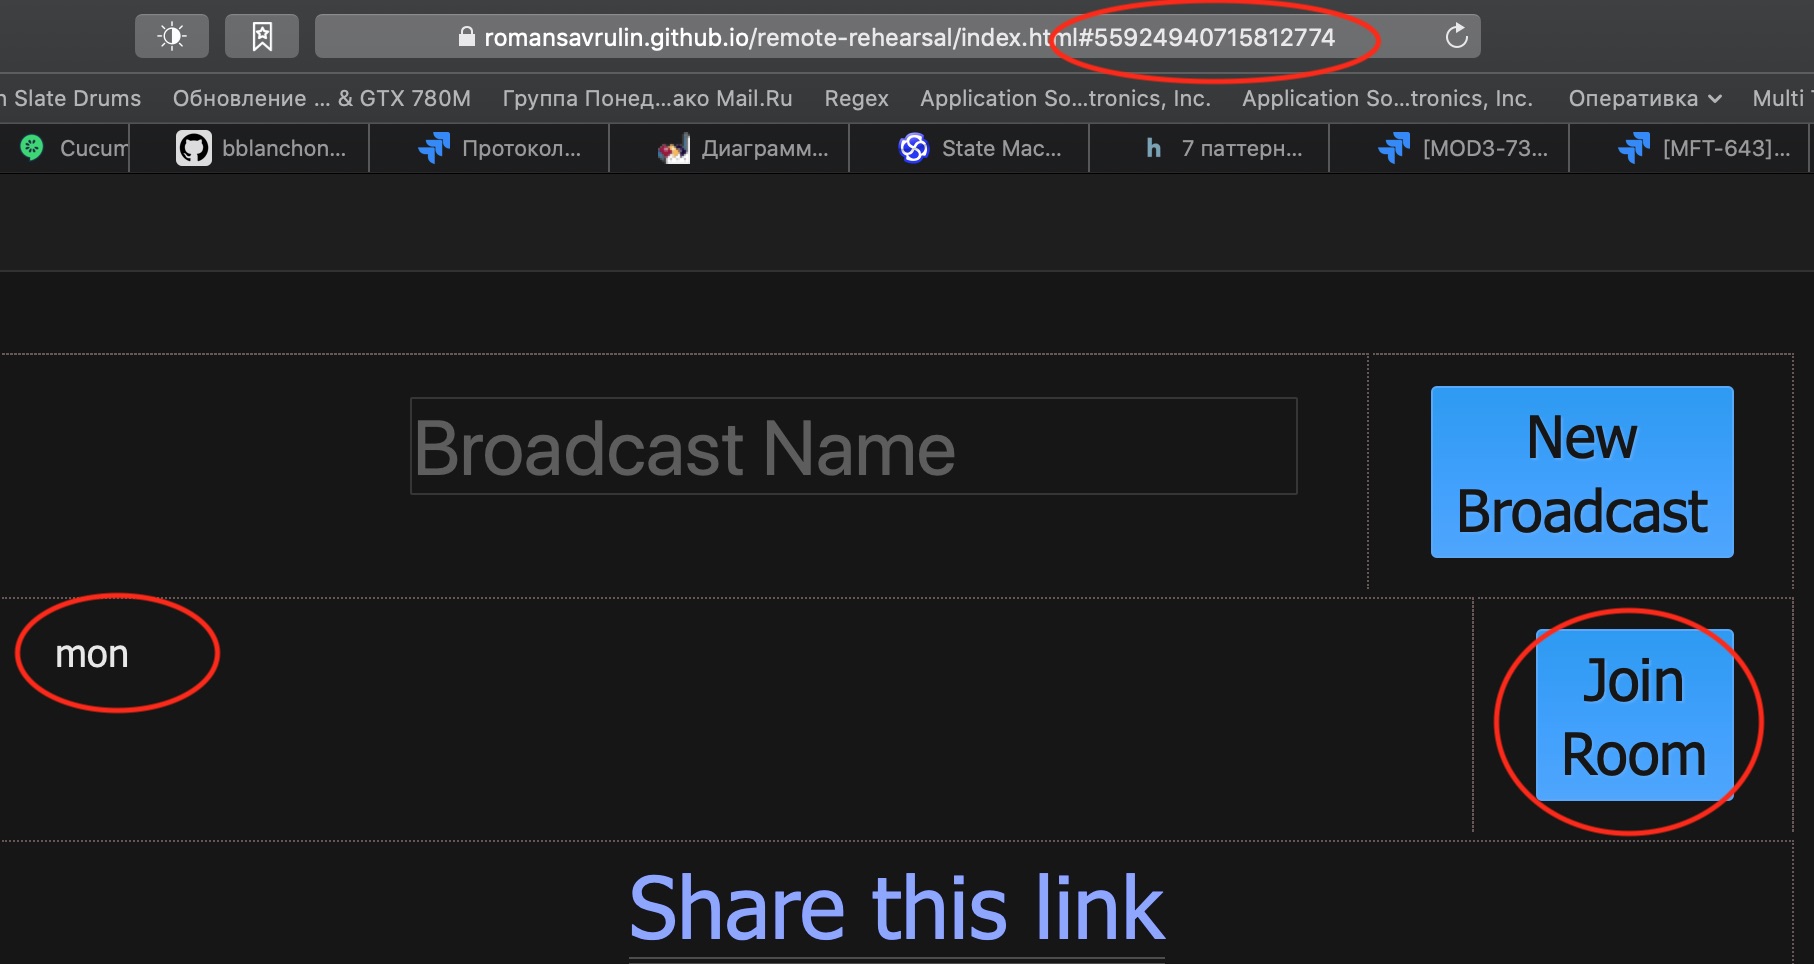 romansavrulin.github.io/remote-rehearsal/index.html#55924940715812774
n Slate Drums Обновление ... & GTX 780M Группа Понед...ако Mail.Ru Regex Application So...tronics, Inc. Application So...tronics, Inc. Оперативка Multi
Cucum bblanchon... Протокол... Диаграмм... State Mac... h 7 паттерн... [MOD3-73... [MFT-643]...
Broadcast Name
New
Broadcast
mon
Join
Room
Share this link